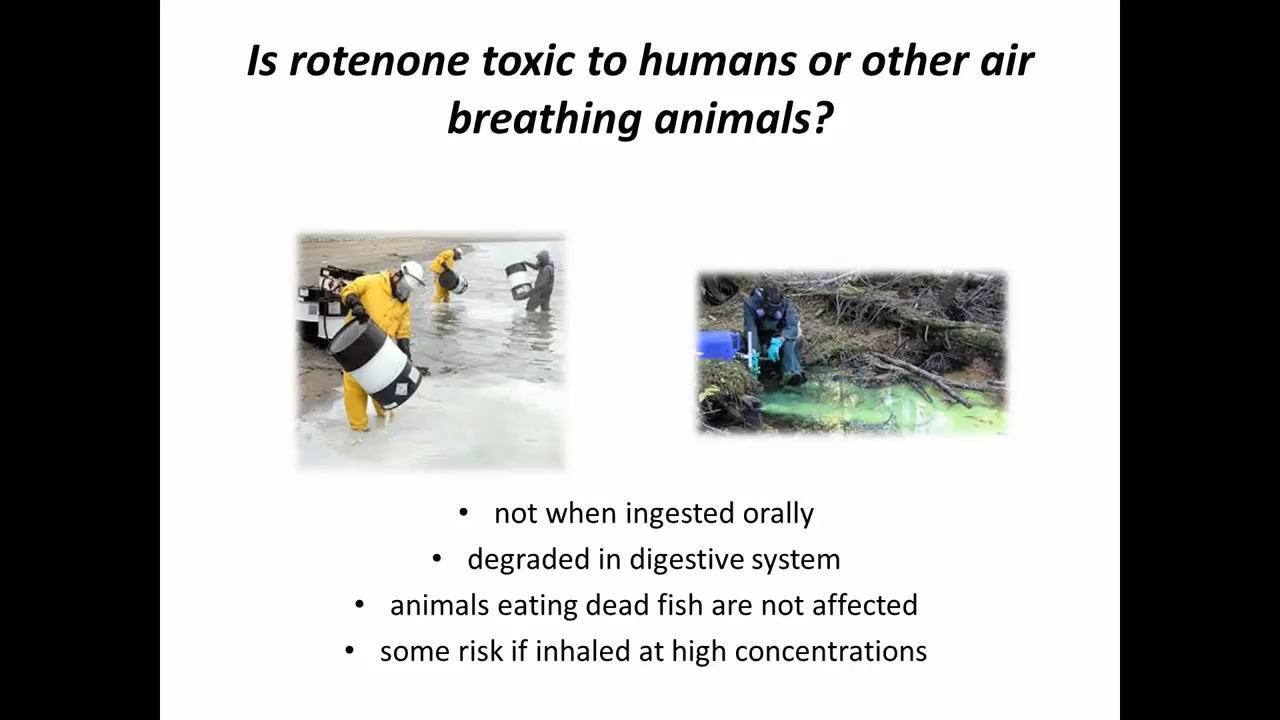 Is rotenone toxic to humans or other air
breathing animals?
• not when ingested orally
• degraded in digestive system
• animals eating dead fish are not affected
• some risk if inhaled at high concentrations